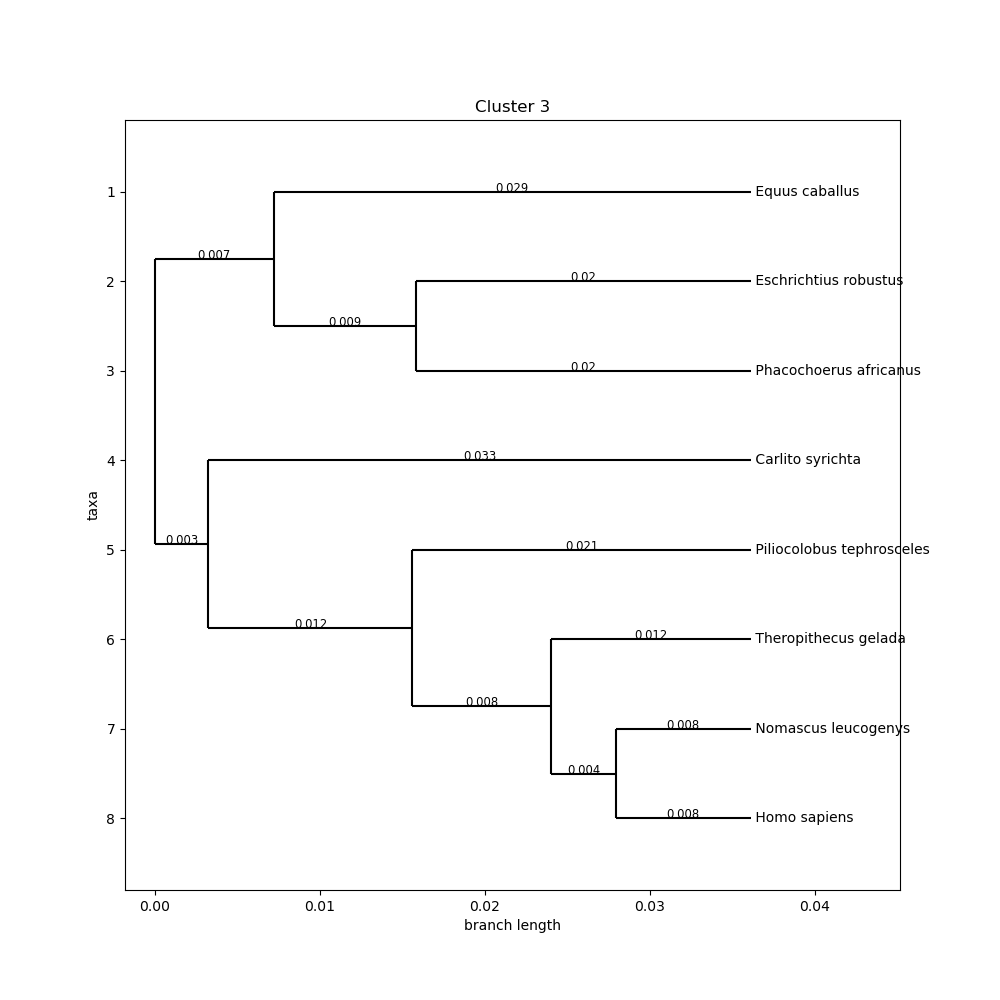 Cluster 3
0.029
1 Equus caballus
0.007
0.02
2 Eschrichtius robustus
0.009
0.02
3 Phacochoerus africanus
0.033
4 Carlito syrichta
taxa
0.003
0.021
5 Piliocolobus tephrosceles
0.012
0.012
6 Theropithecus gelada
0.008
0.008
7 Nomascus leucogenys
0.004
0.008
8 Homo sapiens
0.00 0.01 0.02 0.03 0.04
branch length